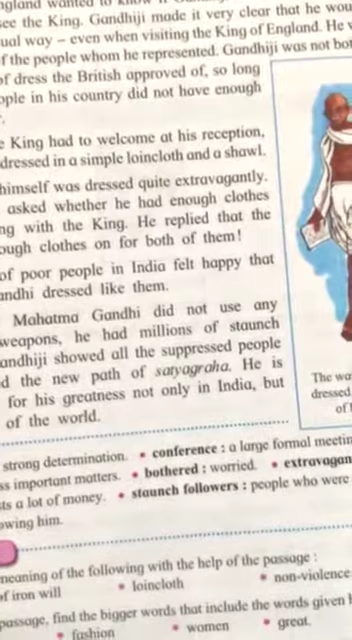 see the King. Gandhiji made it very clear that he wou
ual way – even when visiting the King of England. He
f the people whom he represented. Gandhiji was not bo
of dress the British approved of, so long
ople in his country did not have enough
e King had to welcome at his reception,
dressed in a simple loincloth and a shawl.
himself was dressed quite extravagantly.
asked whether he had enough clothes
ng with the King. He replied that the
ough clothes on for both of them!
of poor people in India felt happy that
andhi dressed like them.
Mahatma Gandhi did not use any
weapons, he had millions of staunch
andhiji showed all the suppressed people
d the new path of satyagraha. He is
for his greatness not only in India, but
of the world.
The wa
dressed
of
strong determination. • conference : a large formal meetin
ss important matters. • bothered : worried. • extravagan
ts a lot of money. • staunch followers : people who were
owing him.
meaning of the following with the help of the passage :
of iron will • loincloth • non-violence
passage, find the bigger words that include the words given
• fashion • women • great.